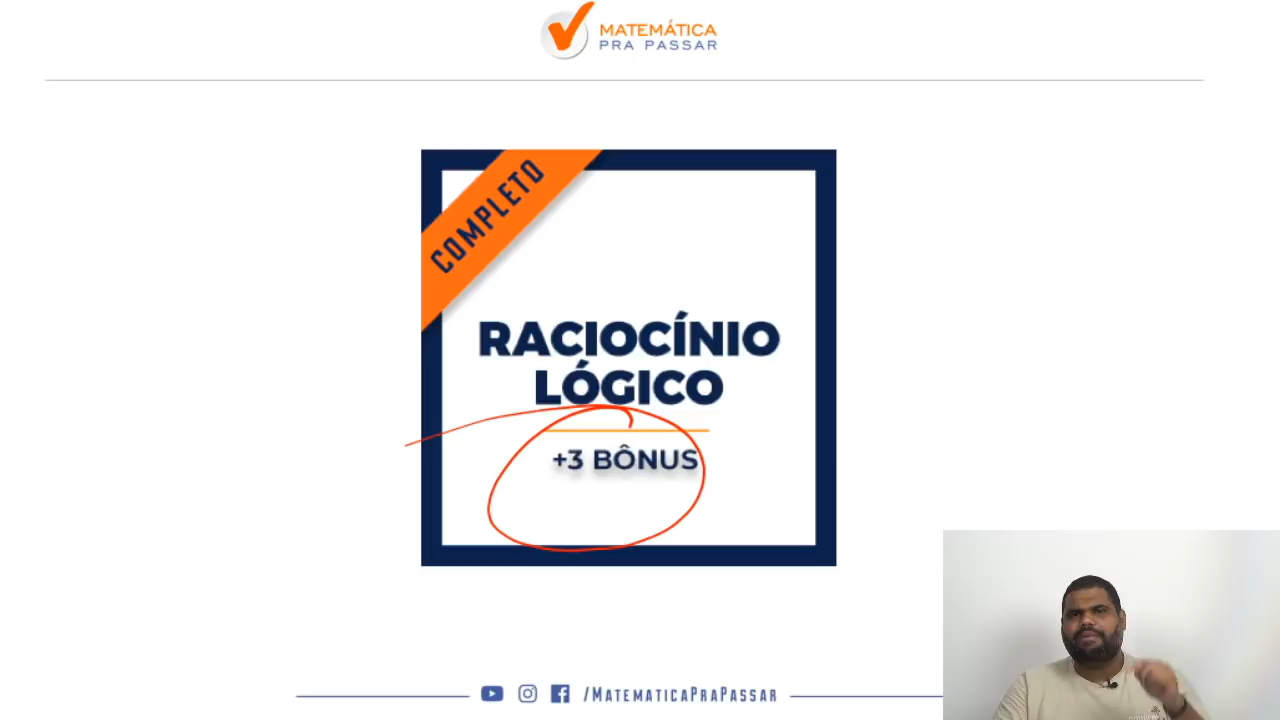 MATEMÁTICA
PRA PASSAR
COMPLETO
RACIOCÍNIO
LÓGICO
+3 BÔNUS
/MATEMATICAPRAPASSAR